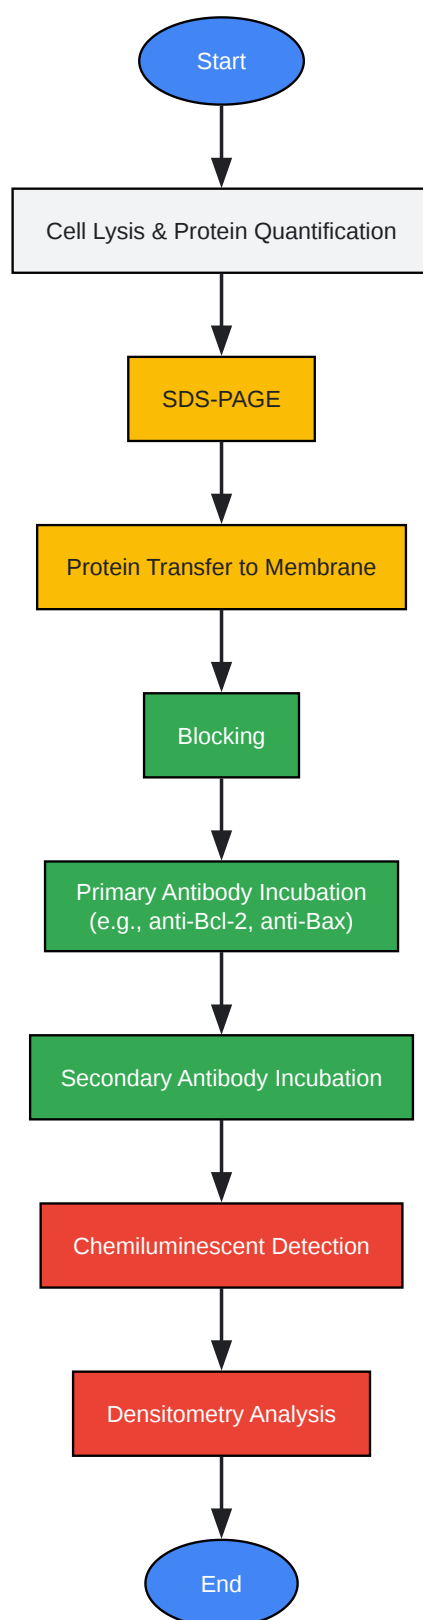 Start
Cell Lysis & Protein Quantification
SDS-PAGE
Protein Transfer to Membrane
Blocking
Primary Antibody Incubation
(e.g., anti-Bcl-2, anti-Bax)
Secondary Antibody Incubation
Chemiluminescent Detection
Densitometry Analysis
End